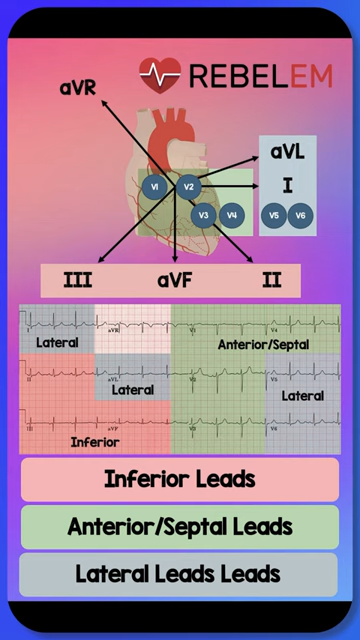 REBELEM
aVR
aVL
I
V1 V2
V3 V4 V5 V6
III aVF II
I aVR V1 V4
Lateral Anterior/Septal
II aVL V2 V5
Lateral Lateral
III aVF V3 V6
Inferior
Inferior Leads
Anterior/Septal Leads
Lateral Leads Leads